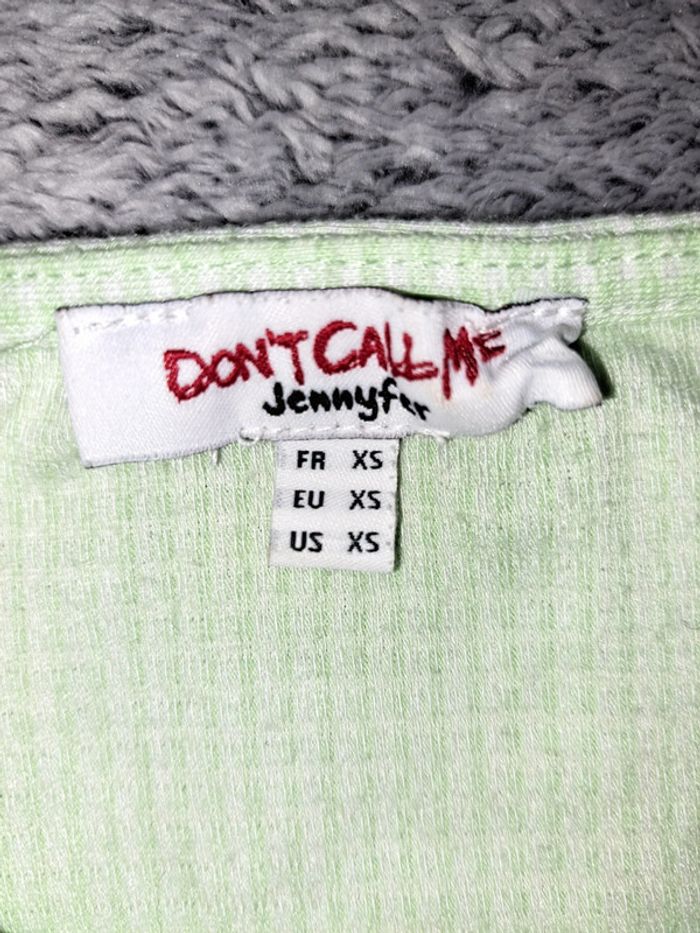 DON'T CALL ME
Jennyfer
FR XS
EU XS
US XS